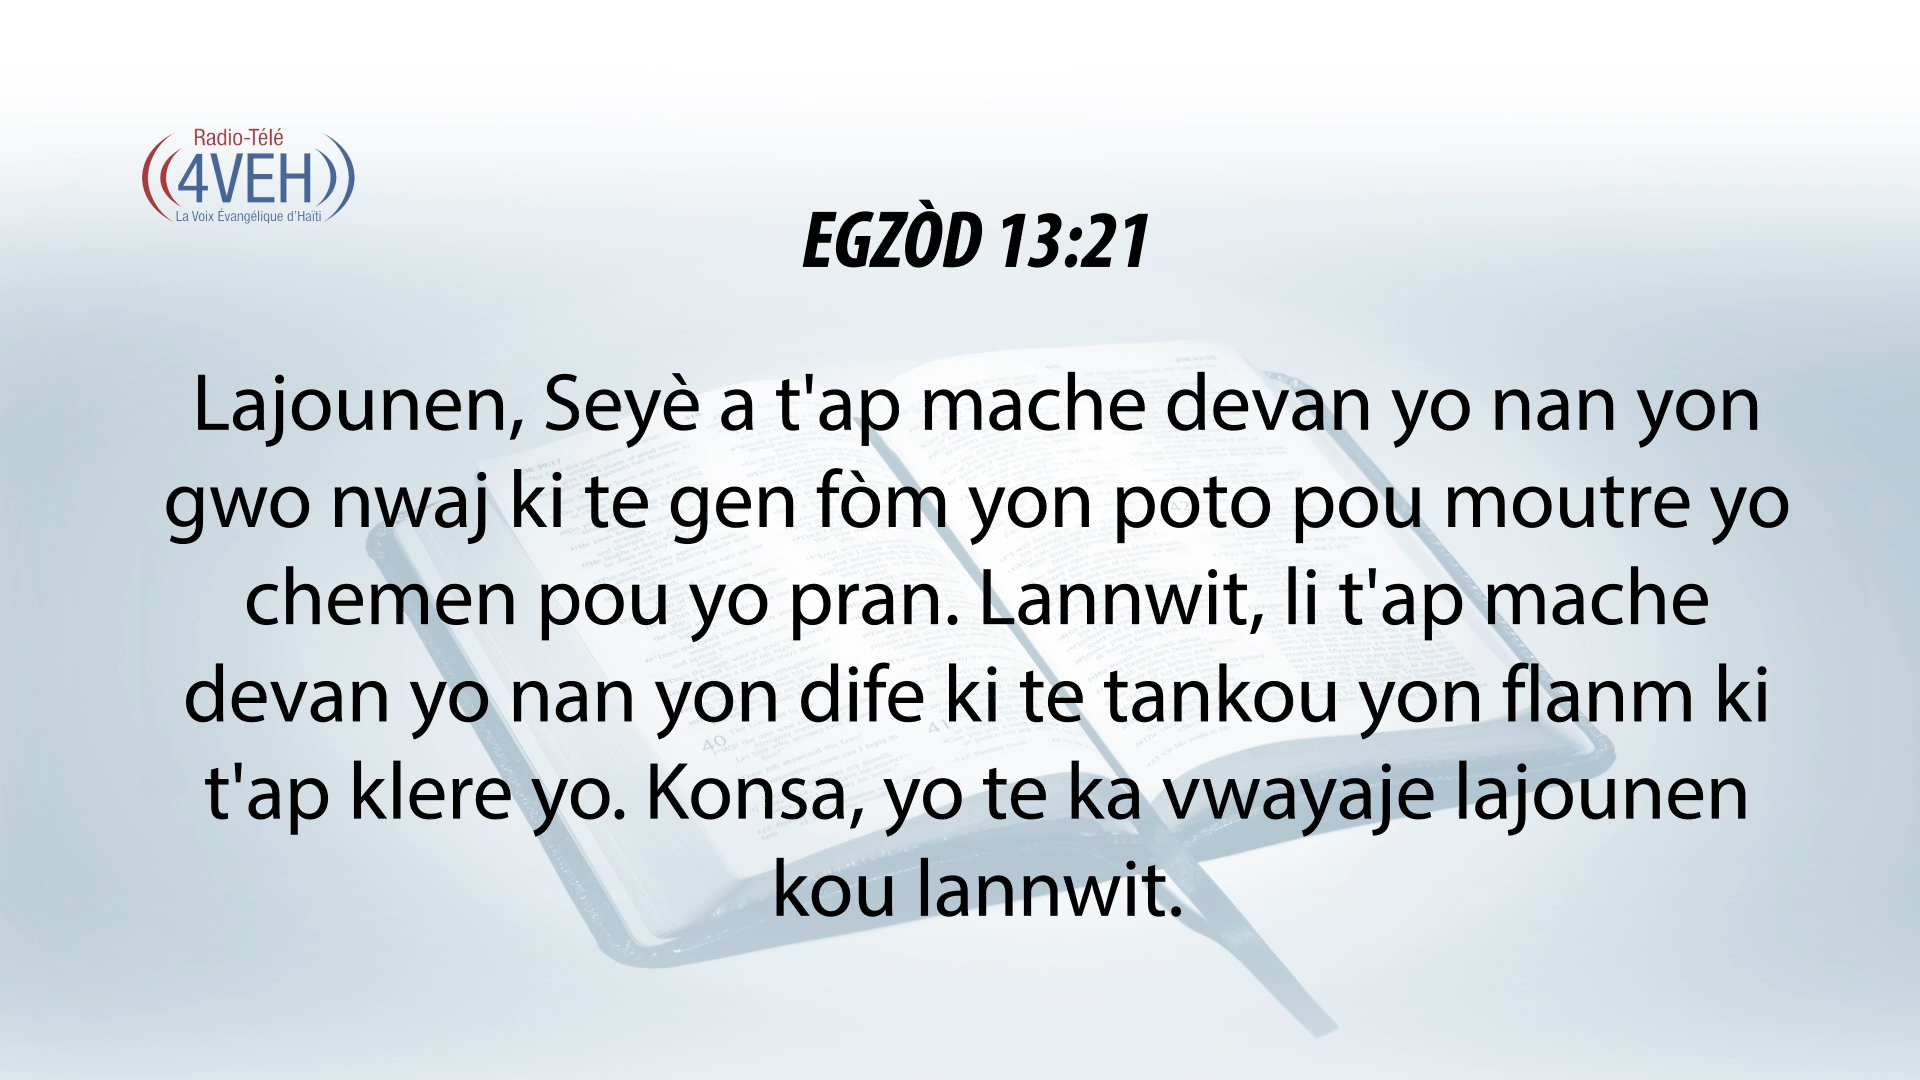 Radio-Télé
4VEH
La Voix Évangélique d'Haïti
EGZÒD 13:21
Lajounen, Seyè a t'ap mache devan yo nan yon
gwo nwaj ki te gen fòm yon poto pou moutre yo
chemen pou yo pran. Lannwit, li t'ap mache
devan yo nan yon dife ki te tankou yon flanm ki
t'ap klere yo. Konsa, yo te ka vwayaje lajounen
kou lannwit.
40
41